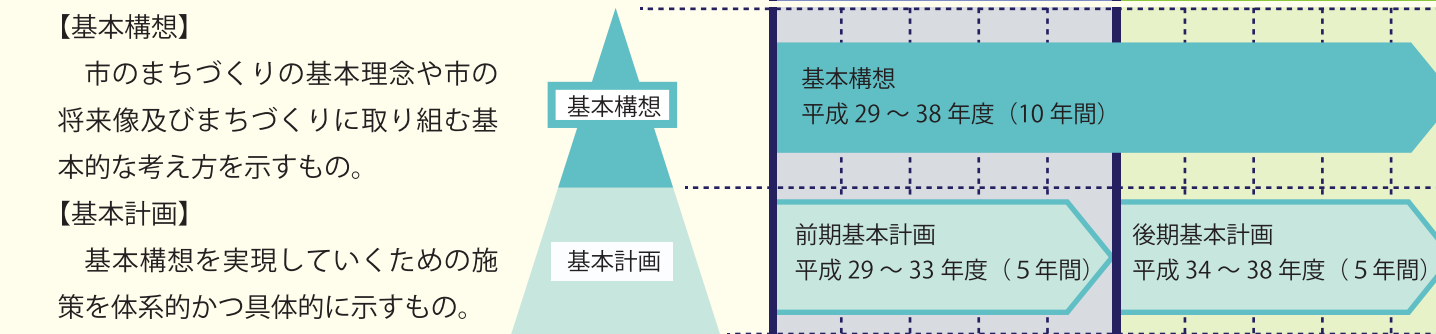 【基本構想】
市のまちづくりの基本理念や市の
将来像及びまちづくりに取り組む基
本的な考え方を示すもの。
【基本計画】
基本構想を実現していくための施
策を体系的かつ具体的に示すもの。
基本構想
基本計画
基本構想
平成 29 ～ 38 年度（10 年間）
前期基本計画
平成 29 ～ 33 年度（ 5 年間）
後期基本計画
平成 34 ～ 38 年度（ 5 年間）